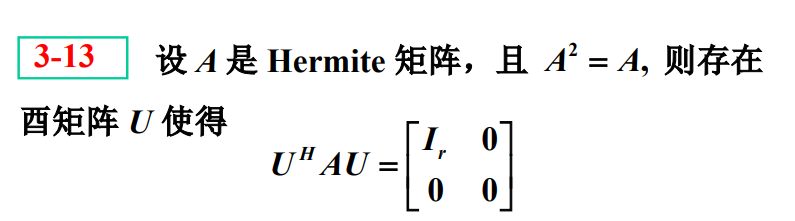 3-13 设 A 是 Hermite 矩阵，且 A² = A, 则存在
酉矩阵 U 使得
Uᴴ AU = [ Iᵣ 0
0 0 ]